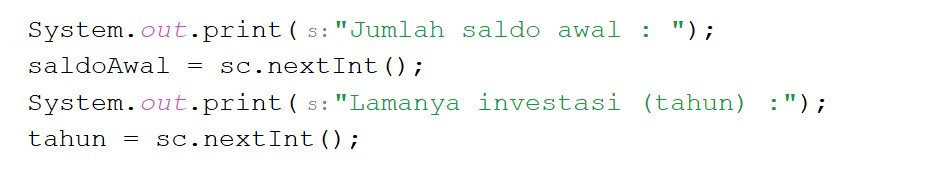 System.out.print( s:"Jumlah saldo awal : ");
saldoAwal = sc.nextInt();
System.out.print( s:"Lamanya investasi (tahun) :");
tahun = sc.nextInt();